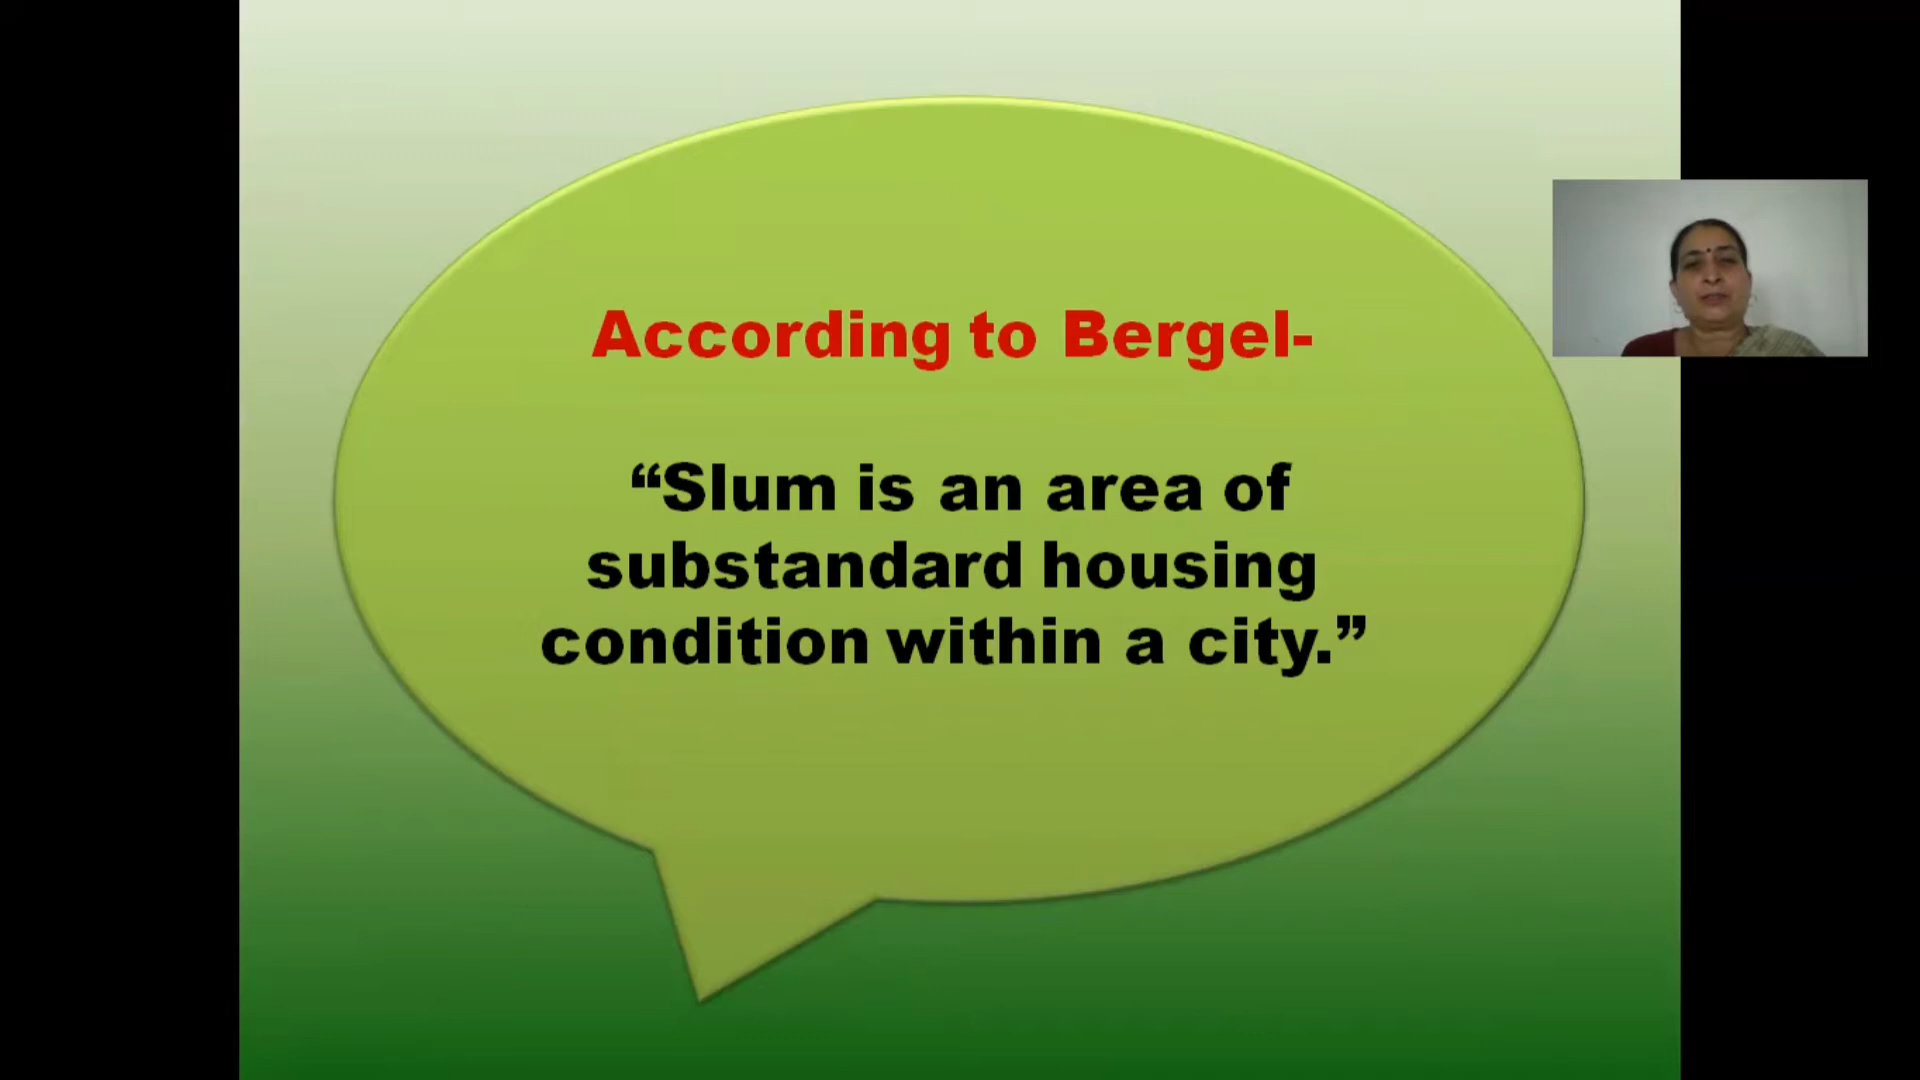 According to Bergel-
“Slum is an area of
substandard housing
condition within a city.”